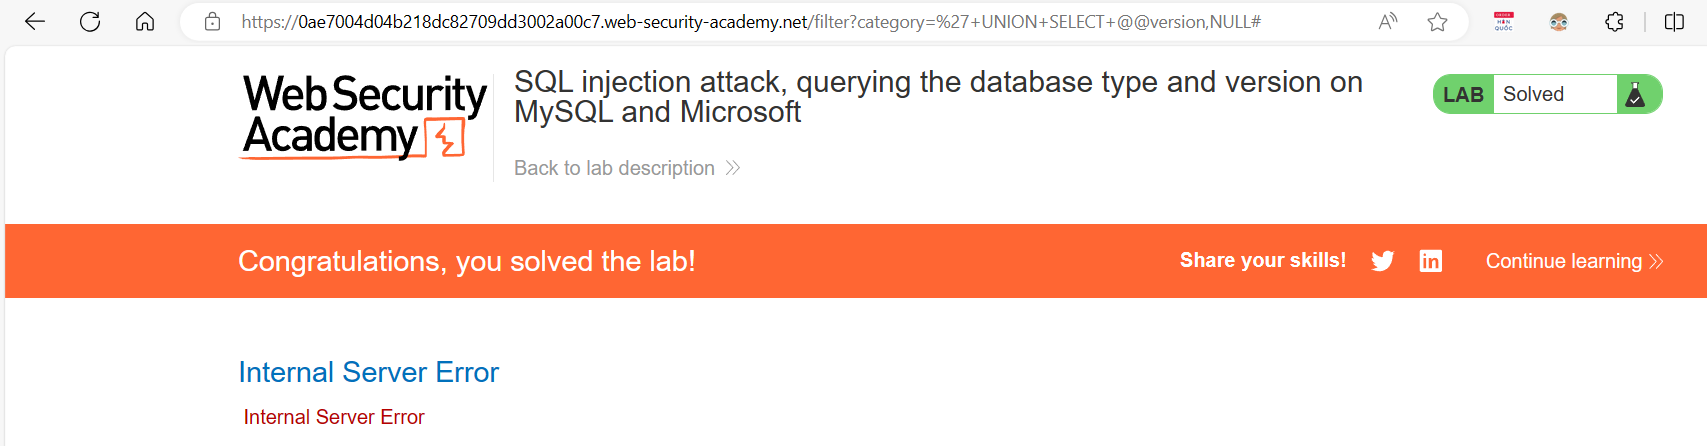 https://0ae7004d04b218dc82709dd3002a00c7.web-security-academy.net/filter?category=%27+UNION+SELECT+@@version,NULL#
HÀN
QUỐC
Web Security
Academy
SQL injection attack, querying the database type and version on
MySQL and Microsoft
Back to lab description
LAB Solved
Congratulations, you solved the lab!
Share your skills!
Continue learning
Internal Server Error
Internal Server Error